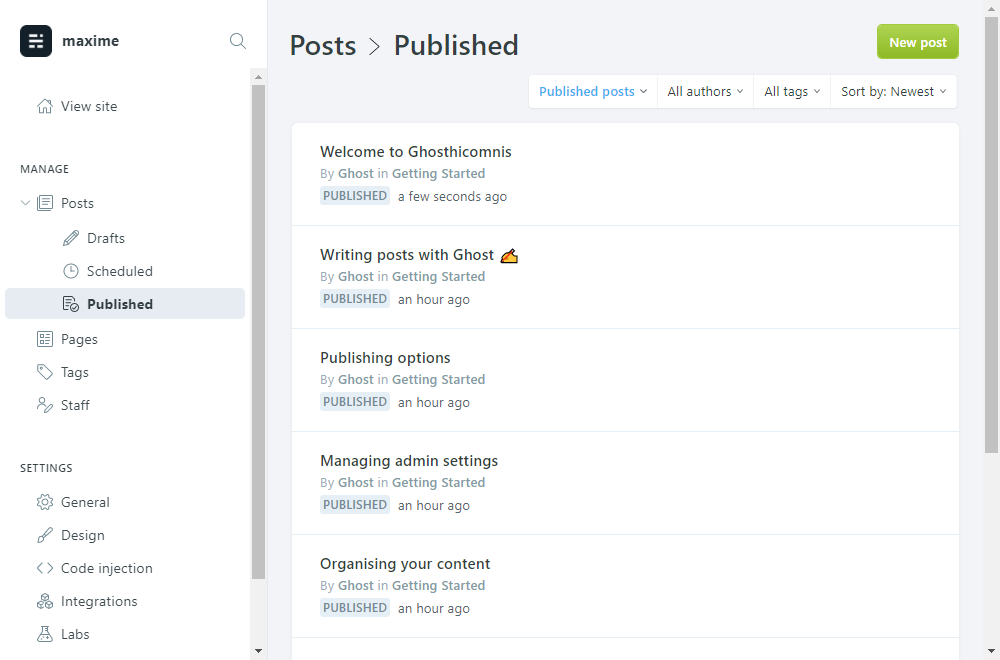 maxime
View site
MANAGE
Posts
Drafts
Scheduled
Published
Pages
Tags
Staff
SETTINGS
General
Design
Code injection
Integrations
Labs
Posts > Published
New post
Published posts
All authors
All tags
Sort by: Newest
Welcome to Ghosthicomnis
By Ghost in Getting Started
PUBLISHED a few seconds ago
Writing posts with Ghost ✍️
By Ghost in Getting Started
PUBLISHED an hour ago
Publishing options
By Ghost in Getting Started
PUBLISHED an hour ago
Managing admin settings
By Ghost in Getting Started
PUBLISHED an hour ago
Organising your content
By Ghost in Getting Started
PUBLISHED an hour ago